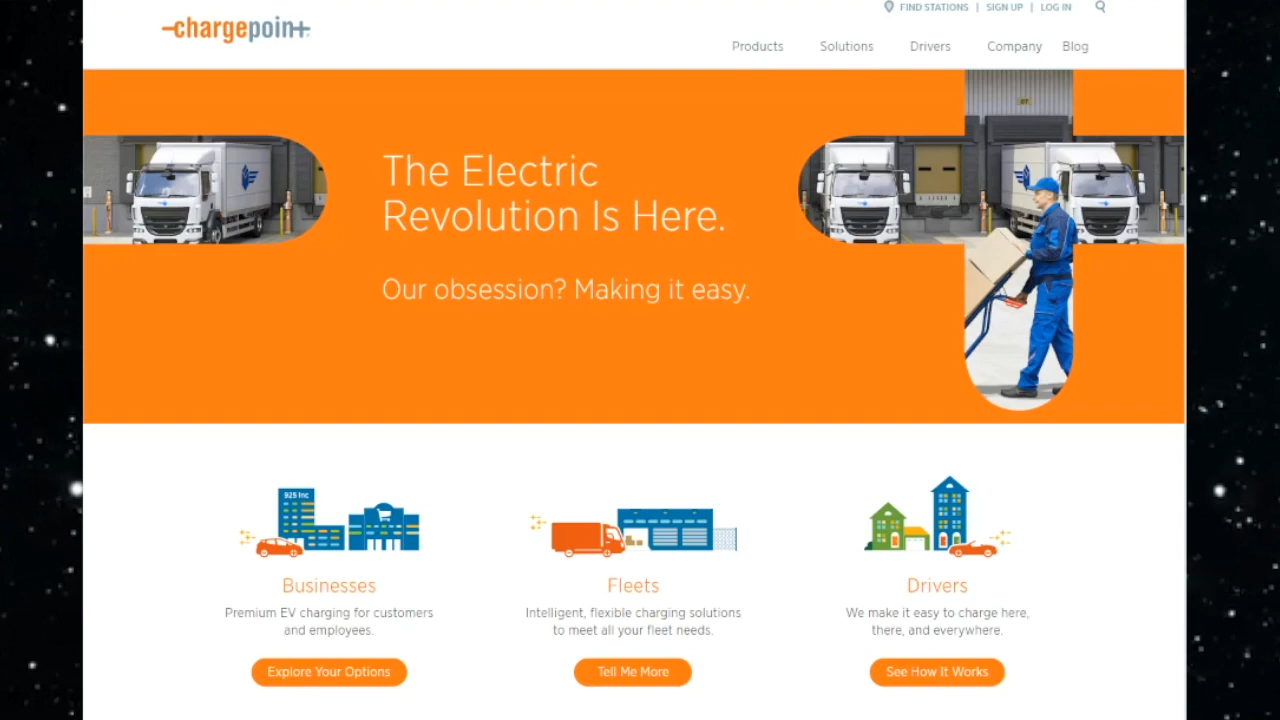 chargepoint
FIND STATIONS | SIGN UP | LOG IN
Products Solutions Drivers Company Blog
The Electric
Revolution Is Here.
Our obsession? Making it easy.
925 Inc
Businesses
Premium EV charging for customers
and employees.
Explore Your Options
Fleets
Intelligent, flexible charging solutions
to meet all your fleet needs.
Tell Me More
Drivers
We make it easy to charge here,
there, and everywhere.
See How It Works